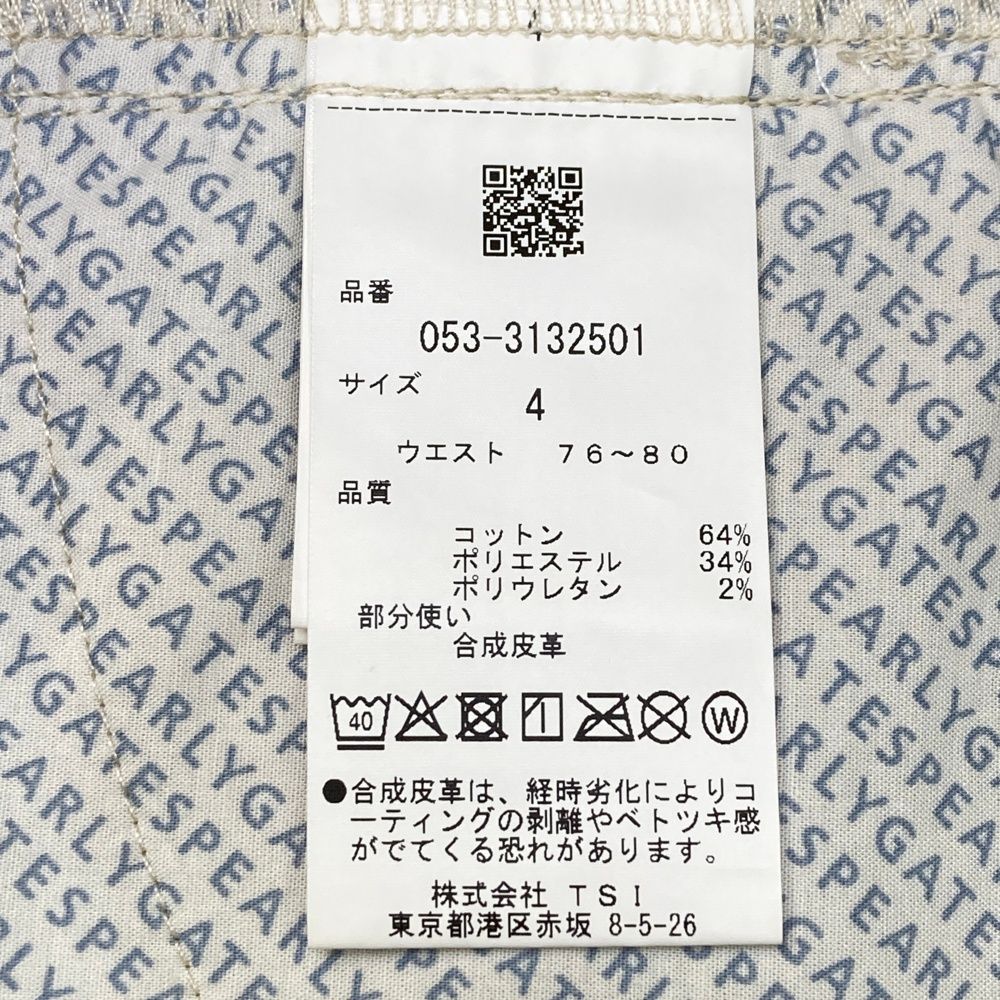 品番
053-3132501
サイズ
4
ウエスト 76~80
品質
コットン 64%
ポリエステル 34%
ポリウレタン 2%
部分使い
合成皮革
40
W
●合成皮革は、経時劣化によりコ
ーティングの剥離やベトツキ感
がでてくる恐れがあります。
株式会社 TSI
東京都港区赤坂 8-5-26
PEARLYGATESPEARLYGATES